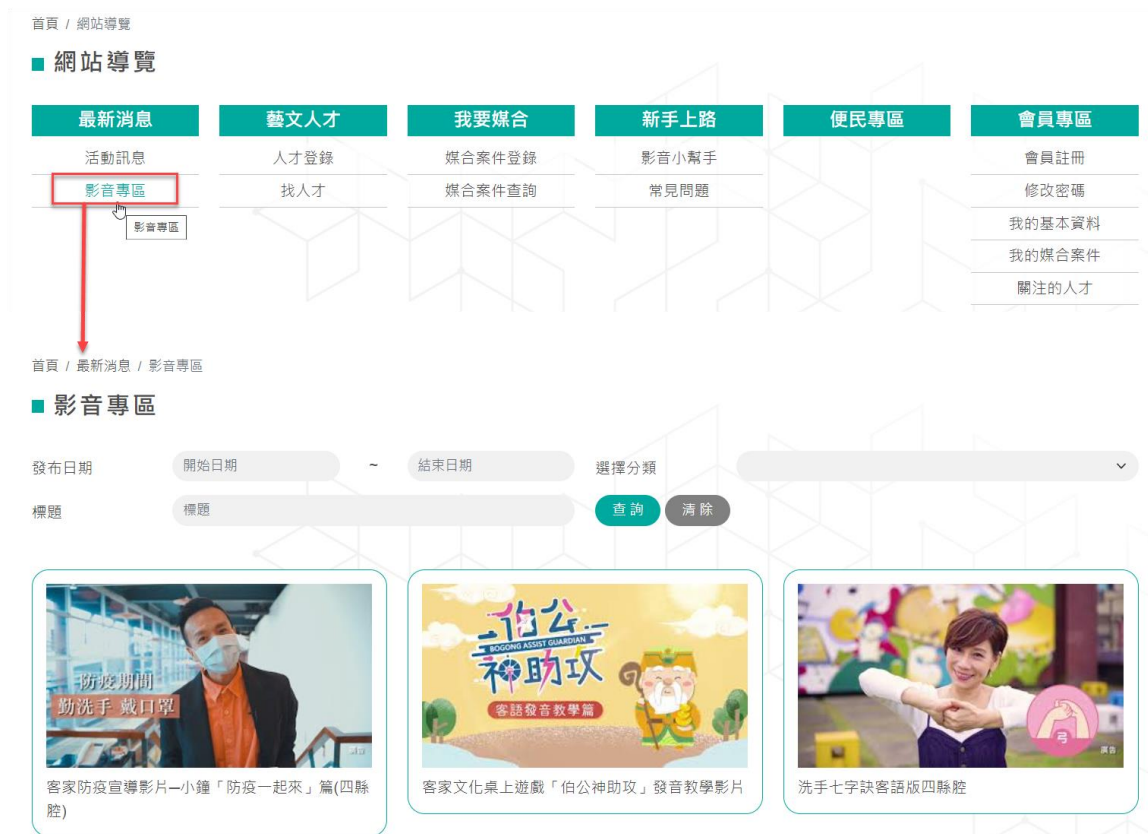 首頁 / 網站導覽
網站導覽
最新消息
藝文人才
我要媒合
新手上路
便民專區
會員專區
活動訊息
人才登錄
媒合案件登錄
影音小幫手
會員註冊
影音專區
找人才
媒合案件查詢
常見問題
修改密碼
影音專區
我的基本資料
我的媒合案件
關注的人才
首頁 / 最新消息 / 影音專區
影音專區
發布日期
開始日期
~
結束日期
選擇分類
標題
標題
查詢
清除
防疫期間
勤洗手 戴口罩
廣告
伯公
BOGONG ASSIST GUARDIAN
神助攻
客語發音教學篇
弓
廣告
客家防疫宣導影片—小鐘「防疫一起來」篇(四縣
腔)
客家文化桌上遊戲「伯公神助攻」發音教學影片
洗手七字訣客語版四縣腔